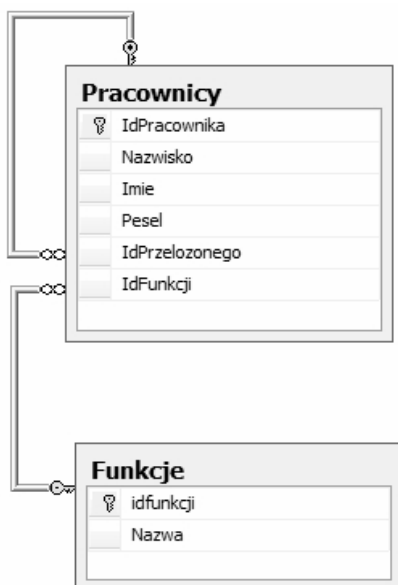 Pracownicy
IdPracownika
Nazwisko
Imie
Pesel
IdPrzelozonego
IdFunkcji
Funkcje
idfunkcji
Nazwa